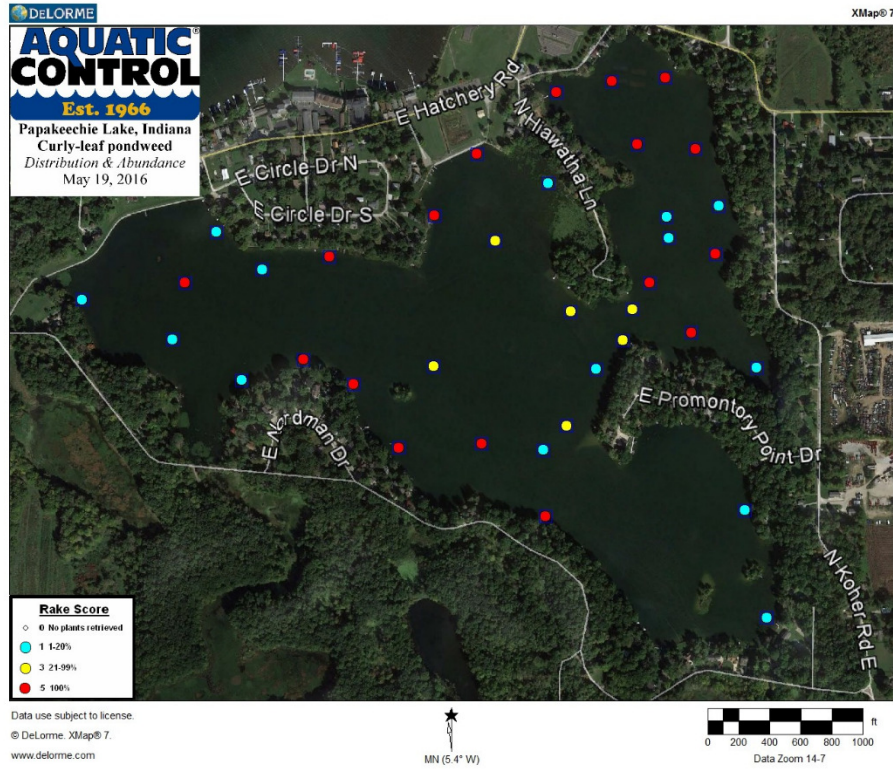 DELORME
XMap® 7
AQUATIC
CONTROL®
Est. 1966
Papakeechie Lake, Indiana
Curly-leaf pondweed
Distribution & Abundance
May 19, 2016
E Hatchery Rd
N Hiawatha Ln
E Circle Dr N
E Circle Dr S
E Nordman Dr
E Promontory Point Dr
N Koher Rd E
Rake Score
0 No plants retrieved
1 1-20%
3 21-99%
5 100%
Data use subject to license.
© DeLorme. XMap® 7.
www.delorme.com
MN (5.4° W)
ft
0 200 400 600 800 1000
Data Zoom 14-7